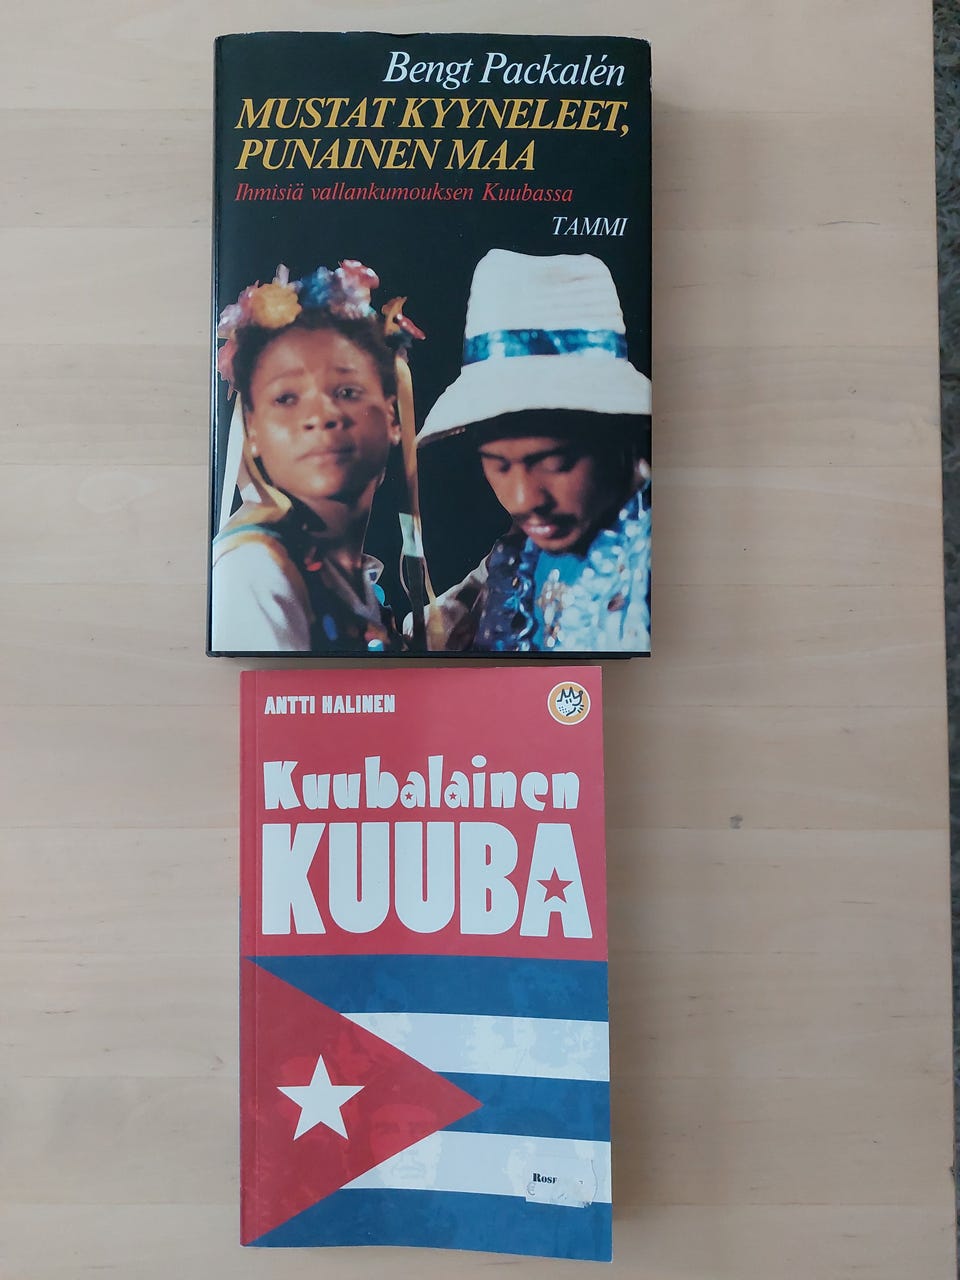 Bengt Packalén
MUSTAT KYYNELEET,
PUNAINEN MAA
Ihmisiä vallankumouksen Kuubassa
TAMMI
ANTTI HALINEN
Kuubalainen
KUUBA
€